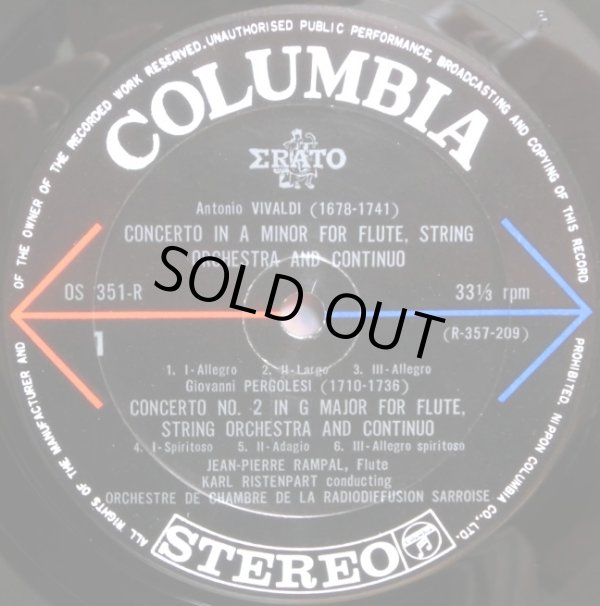 ALL RIGHTS OF THE MANUFACTURER AND OF THE OWNER OF THE RECORDED WORK RESERVED. UNAUTHORISED PUBLIC PERFORMANCE, BROADCASTING AND COPYING OF THIS RECORD PROHIBITED. NIPPON COLUMBIA CO., LTD.
COLUMBIA
ΣRATO
Antonio VIVALDI (1678-1741)
CONCERTO IN A MINOR FOR FLUTE, STRING
ORCHESTRA AND CONTINUO
OS 351-R
33⅓ rpm
SOLD OUT
1
(R-357-209)
1. I-Allegro 2. II-Largo 3. III-Allegro
Giovanni PERGOLESI (1710-1736)
CONCERTO NO. 2 IN G MAJOR FOR FLUTE,
STRING ORCHESTRA AND CONTINUO
4. I-Spiritoso 5. II-Adagio 6. III-Allegro spiritoso
JEAN-PIERRE RAMPAL, Flute
KARL RISTENPART conducting
ORCHESTRE DE CHAMBRE DE LA RADIODIFFUSION SARROISE
STEREO